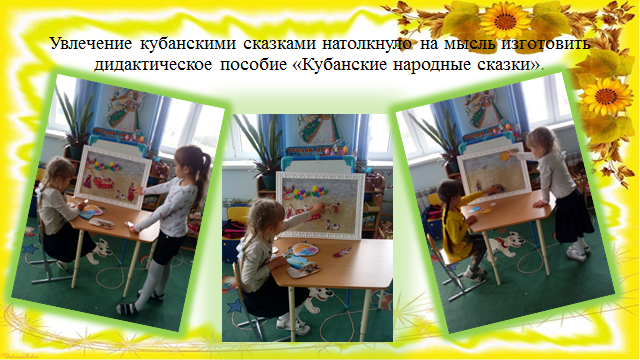 Увлечение кубанскими сказками натолкнуло на мысль изготовить
дидактическое пособие «Кубанские народные сказки».